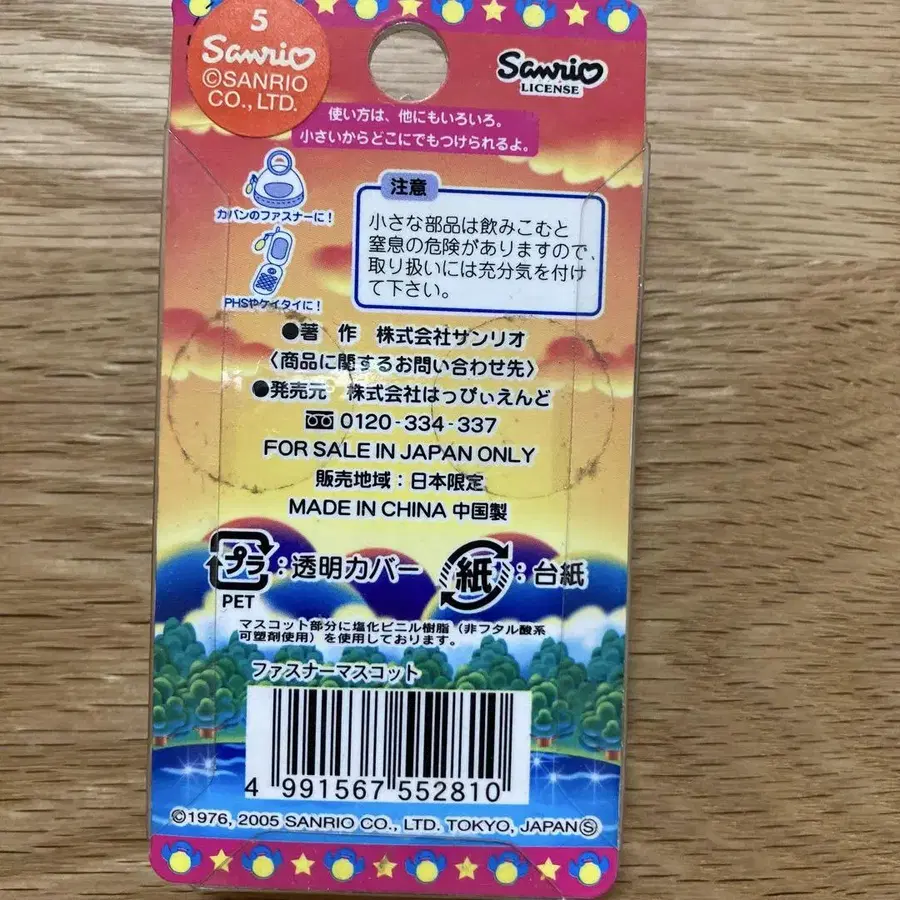 5
Sanrio
©SANRIO
CO., LTD.
Sanrio
LICENSE
使い方は、他にもいろいろ。
小さいからどこにでもつけられるよ。
カバンのファスナーに!
PHSやケイタイに!
注意
小さな部品は飲みこむと
窒息の危険がありますので、
取り扱いには充分気を付け
て下さい。
●著 作 株式会社サンリオ
〈商品に関するお問い合わせ先〉
●発売元 株式会社はっぴぃえんど
0120-334-337
FOR SALE IN JAPAN ONLY
販売地域:日本限定
MADE IN CHINA 中国製
プラ:透明カバー 紙:台紙
PET
マスコット部分に塩化ビニル樹脂(非フタル酸系
可塑剤使用)を使用しております。
ファスナーマスコット
4 991567 552810
©1976, 2005 SANRIO CO., LTD. TOKYO, JAPAN Ⓢ